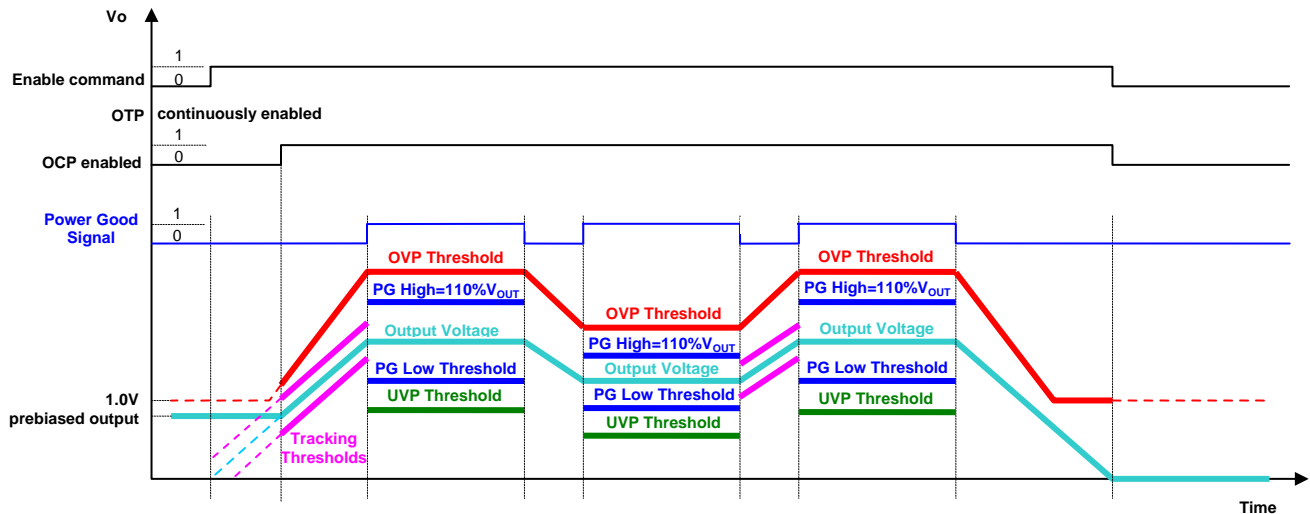 Vo
1
Enable command
0
OTP continuously enabled
1
OCP enabled
0
Power Good
Signal
1
0
OVP Threshold
OVP Threshold
PG High=110%VOUT
PG High=110%VOUT
OVP Threshold
Output Voltage
Output Voltage
PG High=110%VOUT
PG Low Threshold
Output Voltage
PG Low Threshold
1.0V
UVP Threshold
PG Low Threshold
UVP Threshold
prebiased output
UVP Threshold
Tracking
Thresholds
Time